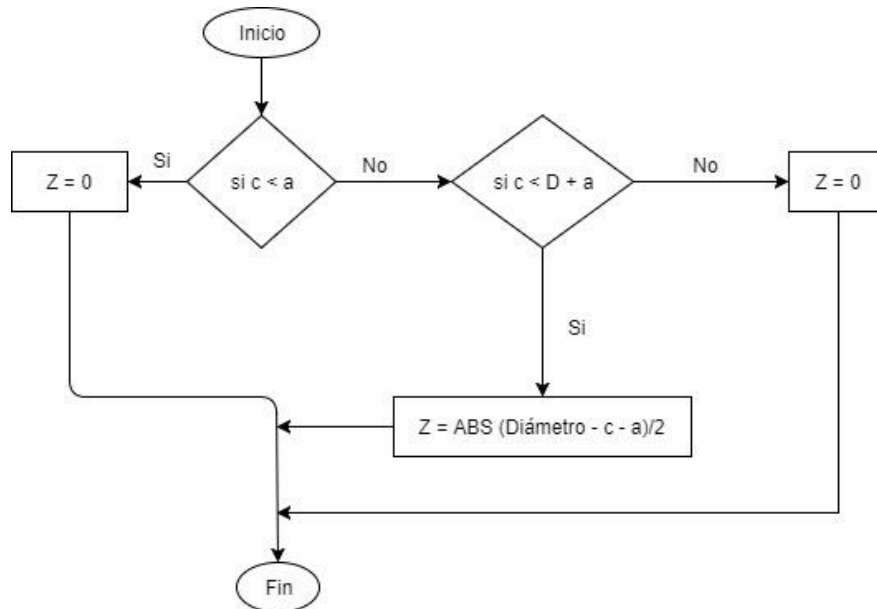 Inicio
Si
Z = 0
si c < a
No
si c < D + a
No
Z = 0
Si
Z = ABS (Diámetro - c - a)/2
Fin